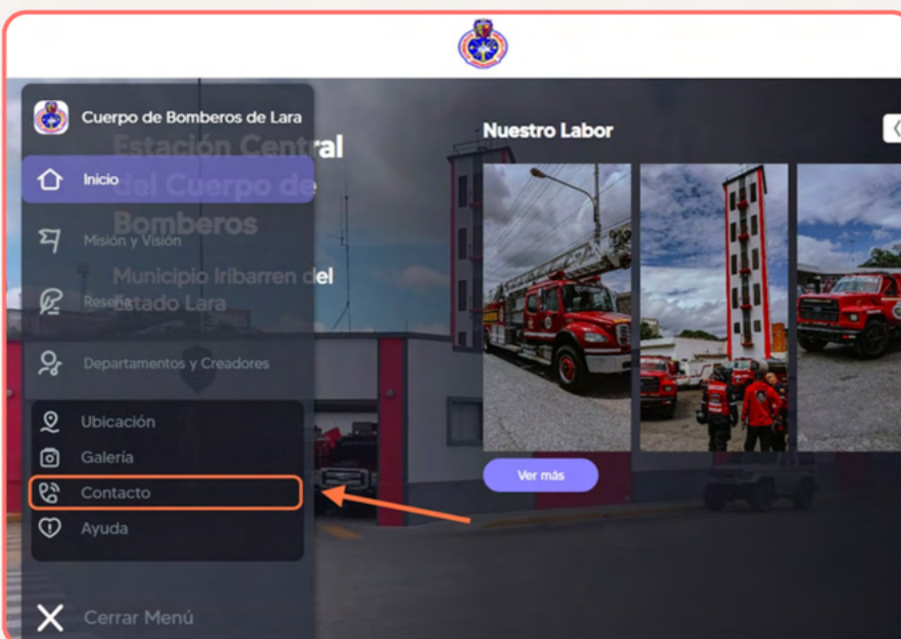 Cuerpo de Bomberos de Lara
Inicio
Misión y Visión
Reseña
Departamentos y Creadores
Ubicación
Galería
Contacto
Ayuda
Cerrar Menú
Estación Central
del Cuerpo de
Bomberos
Municipio Iribarren del
Estado Lara
Nuestro Labor
Ver más